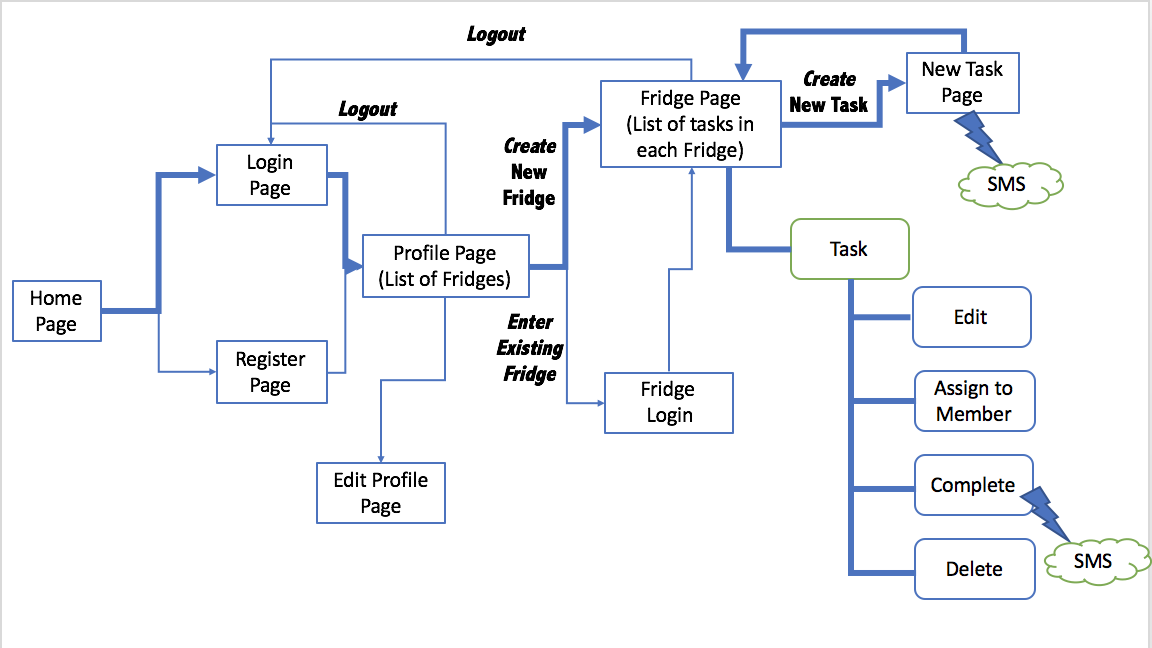 Logout
Logout
Login
Page
Home
Page
Register
Page
Profile Page
(List of Fridges)
Edit Profile
Page
Create
New
Fridge
Enter
Existing
Fridge
Fridge Page
(List of tasks in
each Fridge)
Fridge
Login
Create
New Task
New Task
Page
SMS
Task
Edit
Assign to
Member
Complete
SMS
Delete